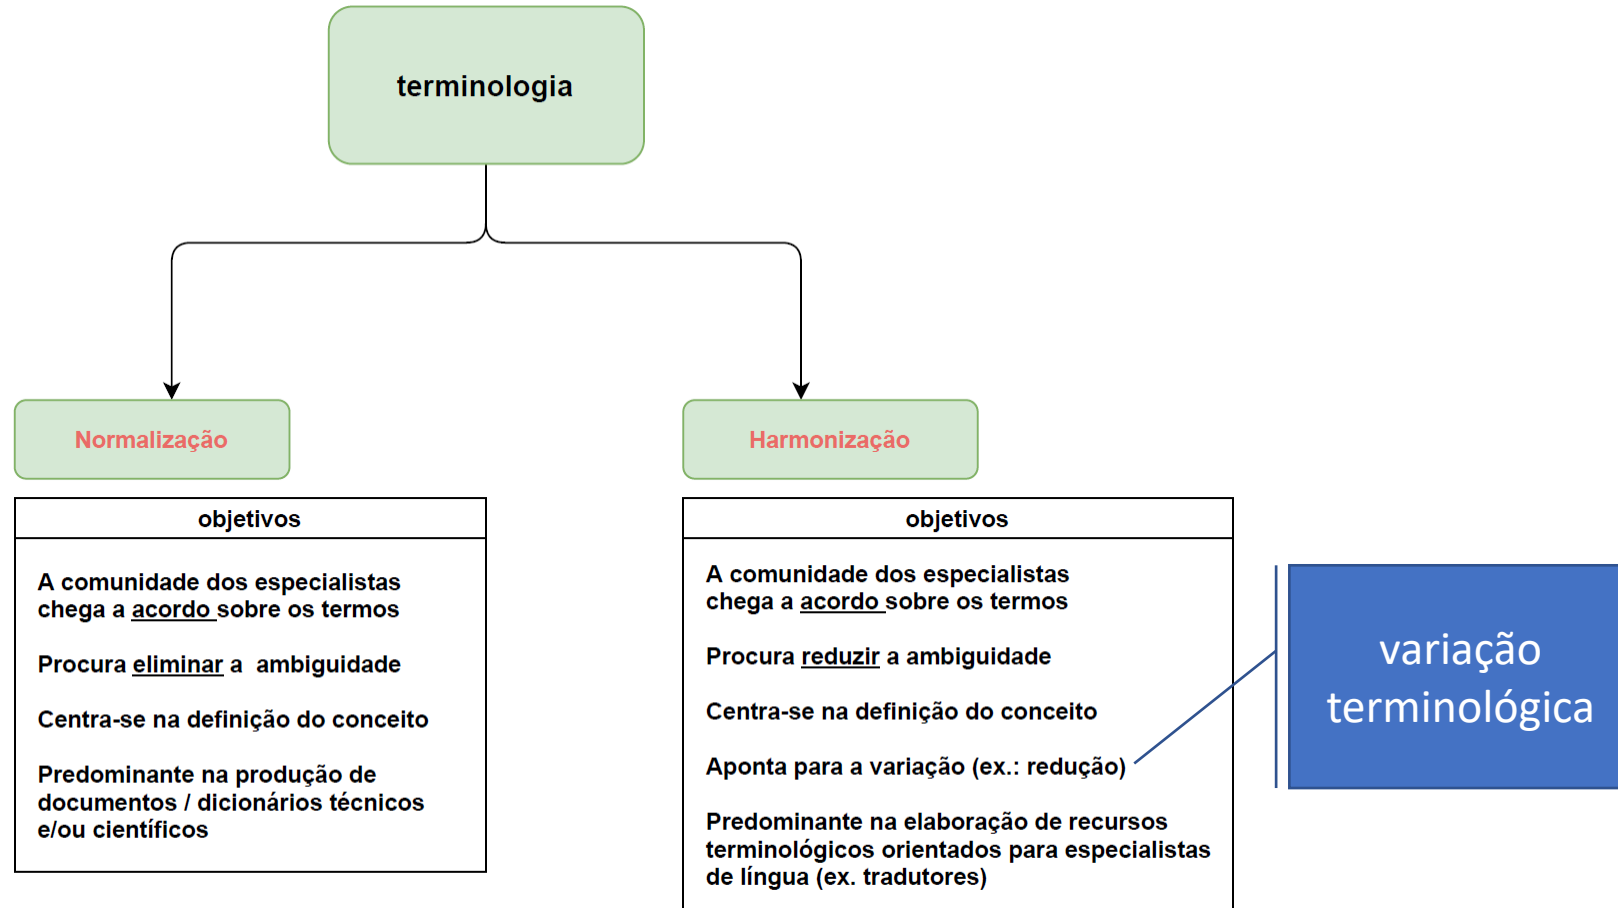 terminologia
Normalização
objetivos
A comunidade dos especialistas
chega a acordo sobre os termos
Procura eliminar a  ambiguidade
Centra-se na definição do conceito
Predominante na produção de
documentos / dicionários técnicos
e/ou científicos
Harmonização
objetivos
A comunidade dos especialistas
chega a acordo sobre os termos
Procura reduzir a ambiguidade
Centra-se na definição do conceito
Aponta para a variação (ex.: redução)
Predominante na elaboração de recursos
terminológicos orientados para especialistas
de língua (ex. tradutores)
variação
terminológica